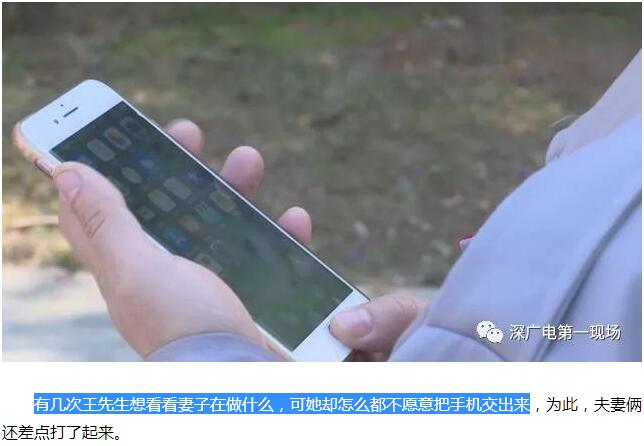 深广电第一现场
有几次王先生想看看妻子在做什么，可她却怎么都不愿意把手机交出来，为此，夫妻俩
还差点打了起来。